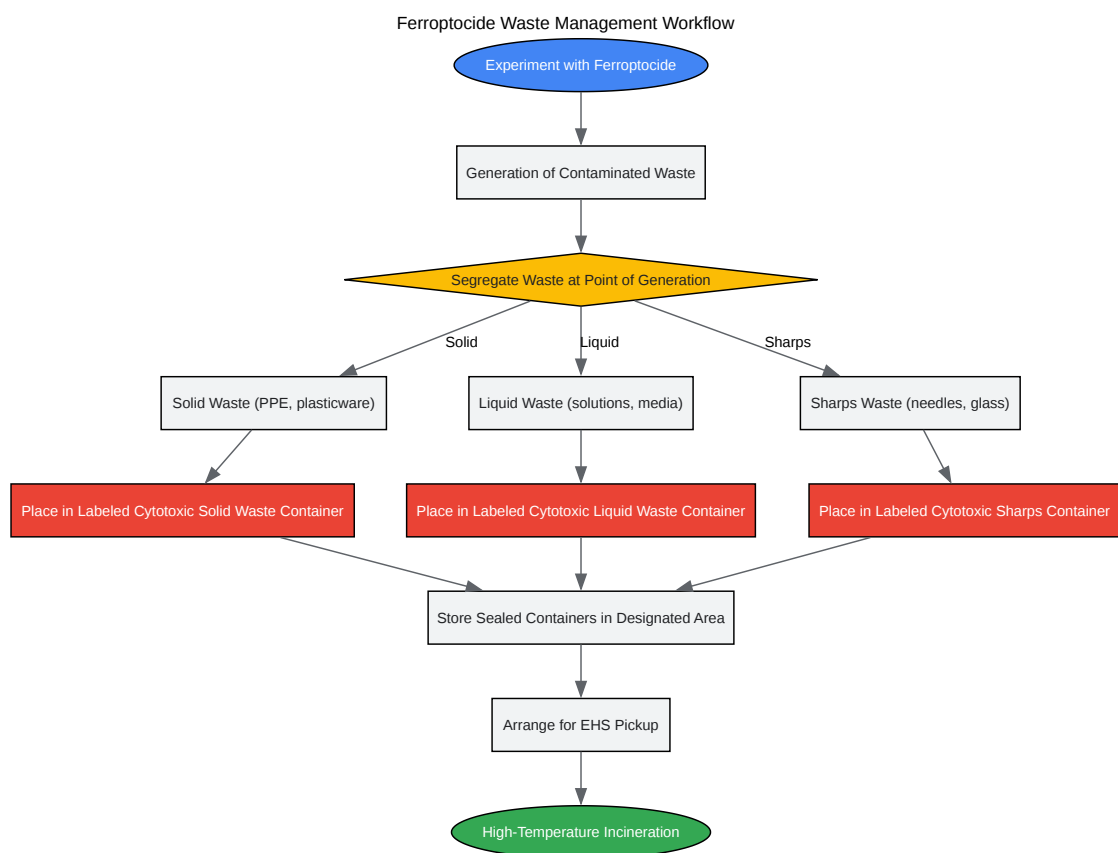 Ferroptocide Waste Management Workflow
Experiment with Ferroptocide
Generation of Contaminated Waste
Segregate Waste at Point of Generation
Solid
Liquid
Sharps
Solid Waste (PPE, plasticware)
Liquid Waste (solutions, media)
Sharps Waste (needles, glass)
Place in Labeled Cytotoxic Solid Waste Container
Place in Labeled Cytotoxic Liquid Waste Container
Place in Labeled Cytotoxic Sharps Container
Store Sealed Containers in Designated Area
Arrange for EHS Pickup
High-Temperature Incineration